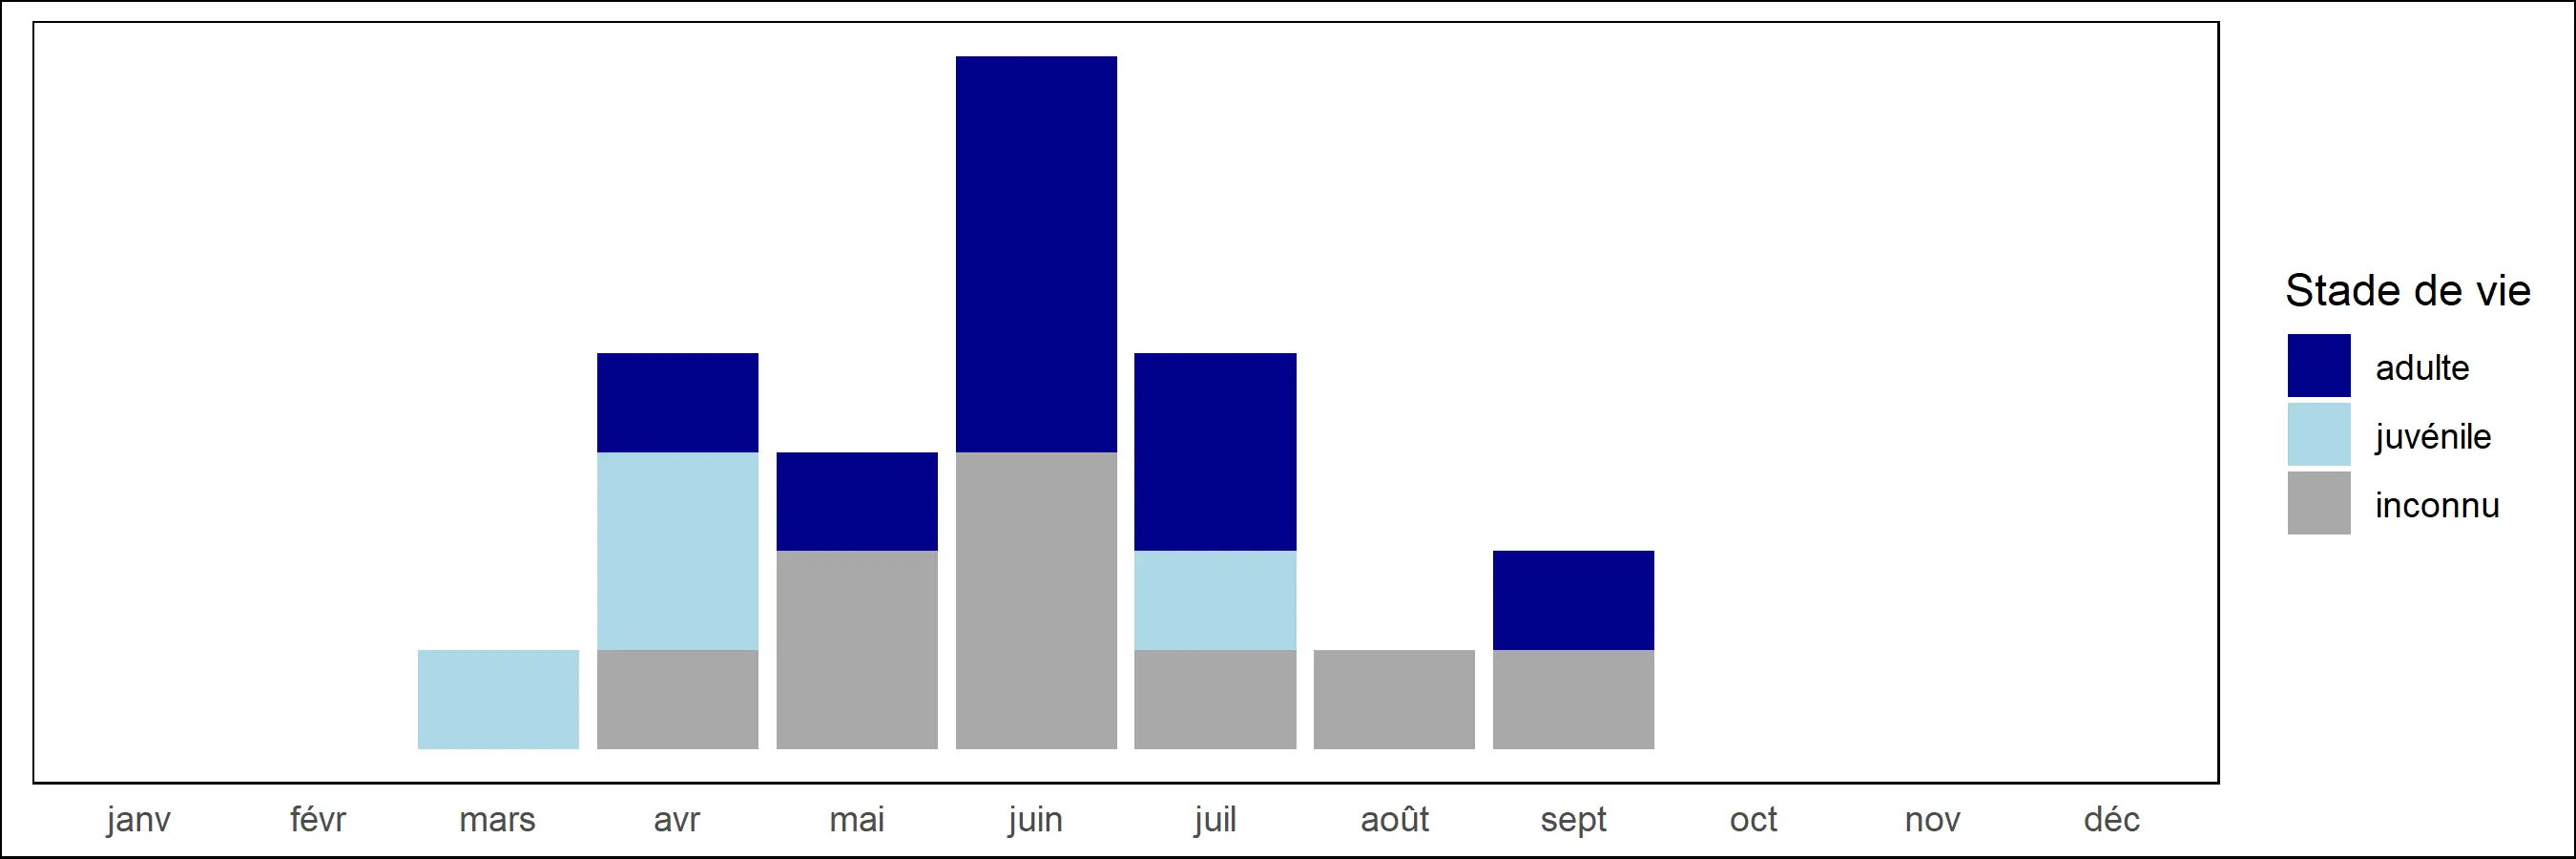 Stade de vie
adulte
juvénile
inconnu
janv févr mars avr mai juin juil août sept oct nov déc